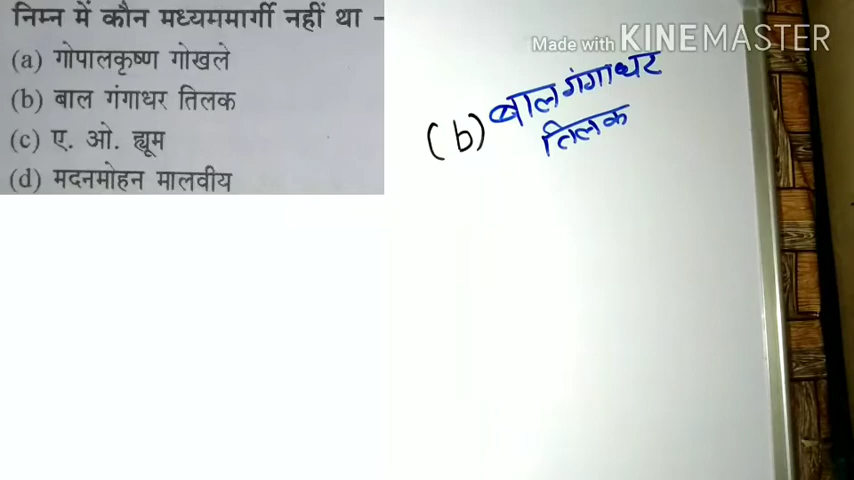 निम्न में कौन मध्यममार्गी नहीं था -
(a) गोपालकृष्ण गोखले
(b) बाल गंगाधर तिलक
(c) ए. ओ. ह्यूम
(d) मदनमोहन मालवीय
Made with KINEMASTER
(b) बाल गंगाधर
तिलक